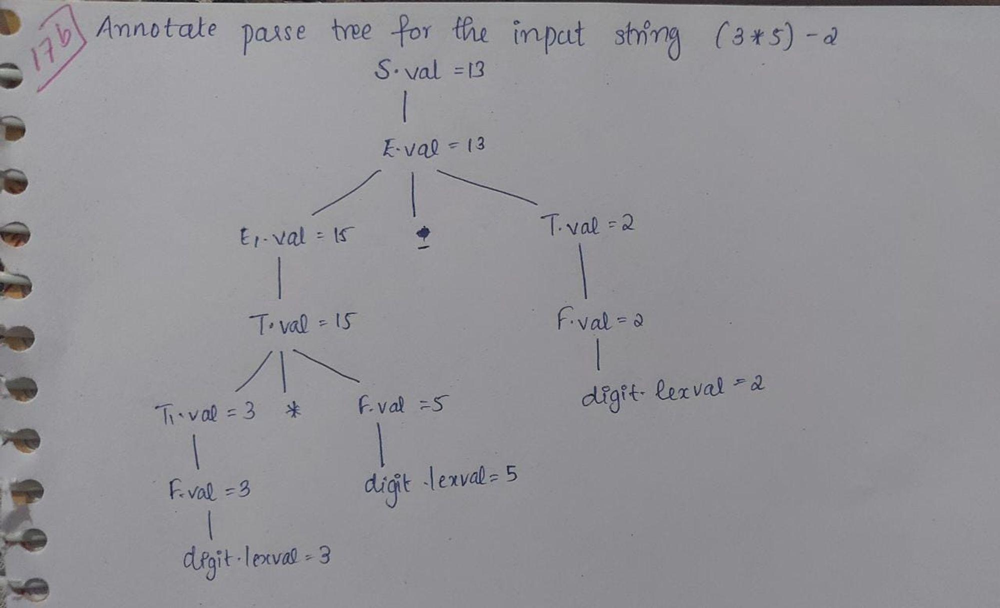 17b
Annotate parse tree for the input string (3*5)-2
S.val =13
E.val =13
E1.val = 15 - T.val =2
T.val = 15 F.val =2
T1.val = 3 * F.val =5 digit.lexval =2
F.val =3 digit.lexval= 5
digit.lexval = 3